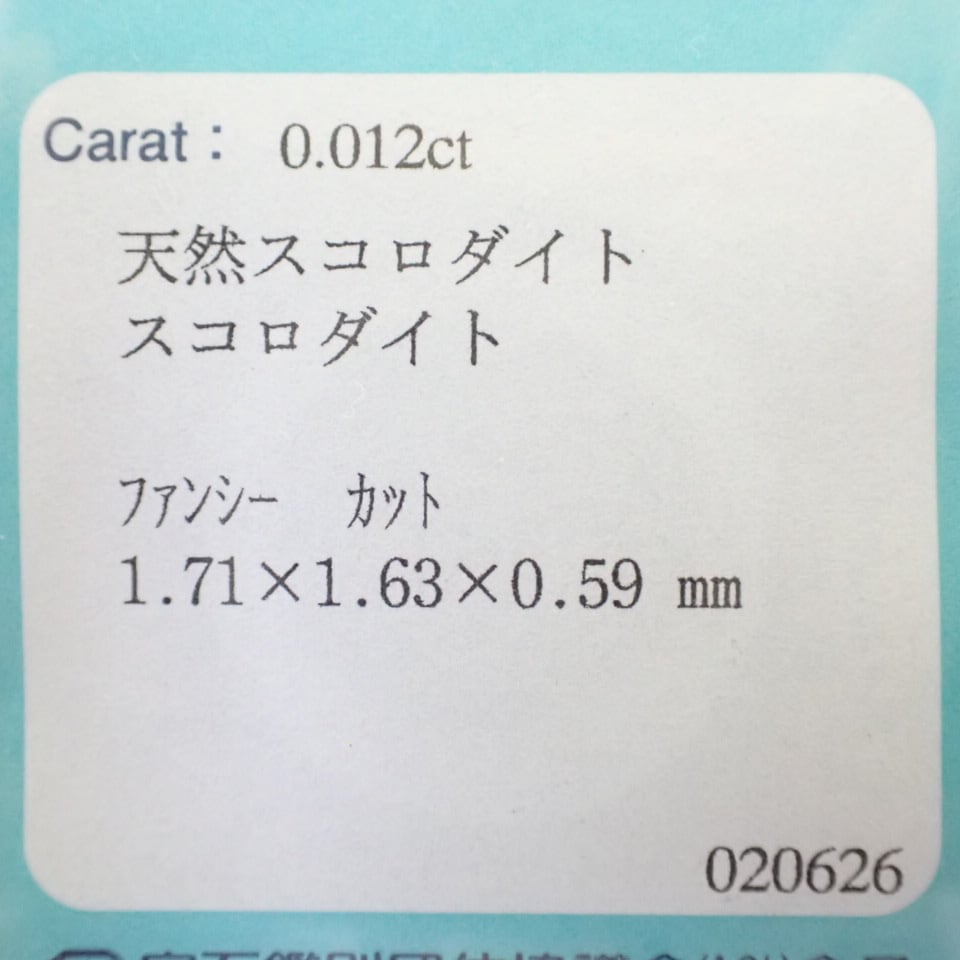 Carat： 0.012ct
天然スコロダイト
スコロダイト
ﾌｧﾝｼｰ ｶｯﾄ
1.71×1.63×0.59 mm
020626